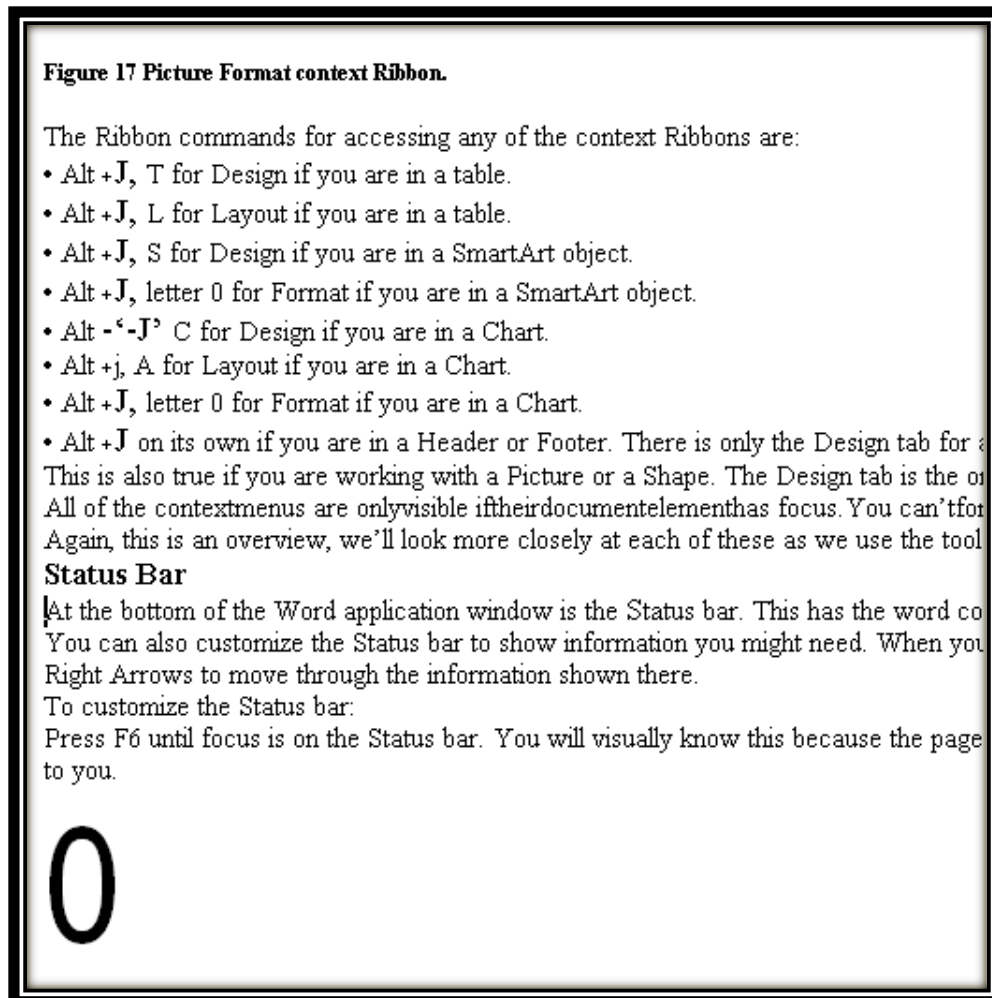 Figure 17 Picture Format context Ribbon.
The Ribbon commands for accessing any of the context Ribbons are:
• Alt +J, T for Design if you are in a table.
• Alt +J, L for Layout if you are in a table.
• Alt +J, S for Design if you are in a SmartArt object.
• Alt +J, letter 0 for Format if you are in a SmartArt object.
• Alt -‘-J’ C for Design if you are in a Chart.
• Alt +j, A for Layout if you are in a Chart.
• Alt +J, letter 0 for Format if you are in a Chart.
• Alt +J on its own if you are in a Header or Footer. There is only the Design tab for
This is also true if you are working with a Picture or a Shape. The Design tab is the
All of the contextmenus are onlyvisible iftheirdocumentelementhas focus. You
Again, this is an overview, we’ll look more closely at each of these as we use the tool
Status Bar
At the bottom of the Word application window is the Status bar. This has the word co
You can also customize the Status bar to show information you might need. When you
Right Arrows to move through the information shown there.
To customize the Status bar:
Press F6 until focus is on the Status bar. You will visually know this because the page
to you.
0